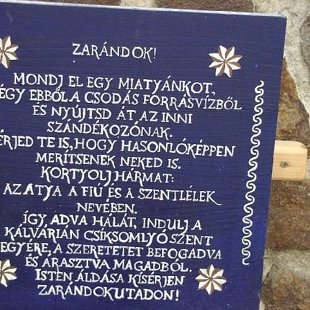 ZARÁNDOK!
MONDJ EL EGY MIATYÁNKOT,
VÉGY EBBŐL A CSODÁS FORRÁSVÍZBŐL
ÉS NYÚJTSD ÁT AZ INNI
SZÁNDÉKOZÓNAK.
KÉRJED TE IS, HOGY HASONLÓKÉPPEN
MERÍTSENEK NEKED IS.
KORTYOLJ HÁRMAT:
AZ ATYA A FIÚ ÉS A SZENTLÉLEK
NEVÉBEN.
ÍGY, ADVA HÁLÁT, INDULJ A
KÁLVÁRIÁN CSÍKSOMLYÓ SZENT
HEGYÉRE, A SZERETETET BEFOGADVA
ÉS ÁRASZTVA MAGADBÓL.
ISTEN ÁLDÁSA KÍSÉRJEN
ZARÁNDOKUTADON!